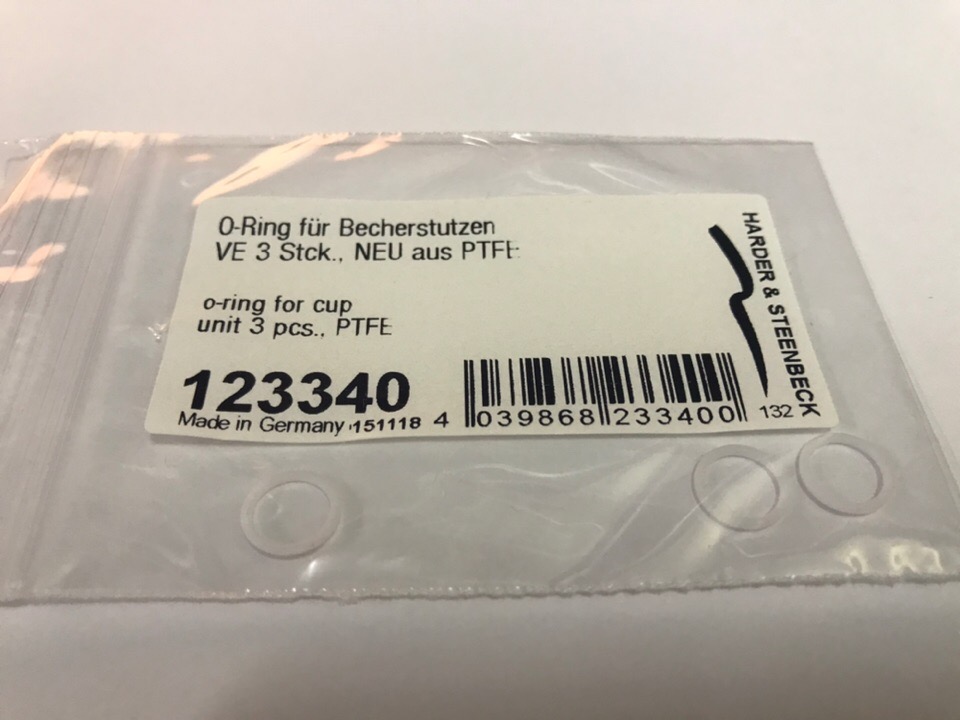 O-Ring für Becherstutzen
VE 3 Stck., NEU aus PTFE
o-ring for cup
unit 3 pcs., PTFE
123340
Made in Germany 151118
4 039868 233400
132
HARDER & STEENBECK